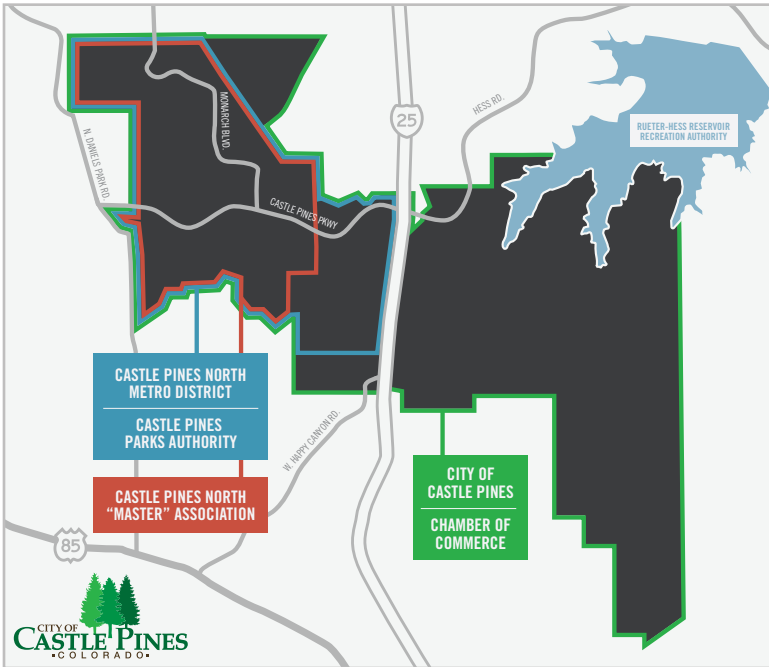 MONARCH BLVD.
25
HESS RD.
RUETER-HESS RESERVOIR
RECREATION AUTHORITY
N. DANIELS PARK RD.
CASTLE PINES PKWY
CASTLE PINES NORTH
METRO DISTRICT
CASTLE PINES
PARKS AUTHORITY
W. HAPPY CANYON RD.
CASTLE PINES NORTH
“MASTER” ASSOCIATION
CITY OF
CASTLE PINES
CHAMBER OF
COMMERCE
85
CITY OF
CASTLE PINES
•COLORADO•